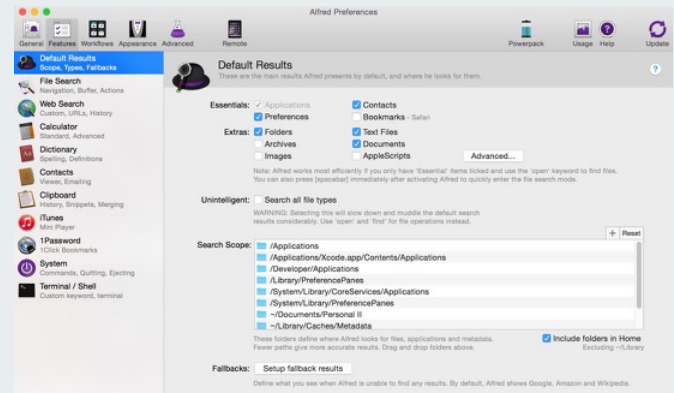 Alfred Preferences
General Features Workflows Appearance Advanced Remote Powerpack Usage Help Update
Default Results
Scope, Types, Fallbacks
File Search
Navigation, Buffer, Actions
Web Search
Custom, URLs, History
Calculator
Standard, Advanced
Dictionary
Spelling, Definitions
Contacts
Viewer, Emailing
Clipboard
History, Snippets, Merging
iTunes
Mini Player
1Password
1Click Bookmarks
System
Commands, Quitting, Ejecting
Terminal / Shell
Custom keyword, terminal
Default Results
These are the main results Alfred presents by default, and where he looks for them.
?
Essentials: Applications Contacts
Preferences Bookmarks - Safari
Extras: Folders Text Files
Archives Documents
Images AppleScripts Advanced...
Note: Alfred works most efficiently if you only have 'Essential' items ticked and use the 'open' keyword to find files.
You can also press [spacebar] immediately after activating Alfred to quickly enter the file search mode.
Unintelligent: Search all file types
WARNING: Selecting this will slow down and muddle the default search
results considerably. Use 'open' and 'find' for file operations instead.
+ Reset
Search Scope: /Applications
/Applications/Xcode.app/Contents/Applications
/Developer/Applications
/Library/PreferencePanes
/System/Library/CoreServices/Applications
/System/Library/PreferencePanes
~/Documents/Personal II
~/Library/Caches/Metadata
These folders define where Alfred looks for files, applications and metadata. Include folders in Home
Fewer paths give more accurate results. Drag and drop folders above. Excluding ~/Library
Fallbacks: Setup fallback results
Define what you see when Alfred is unable to find any results. By default, Alfred shows Google, Amazon and Wikipedia.